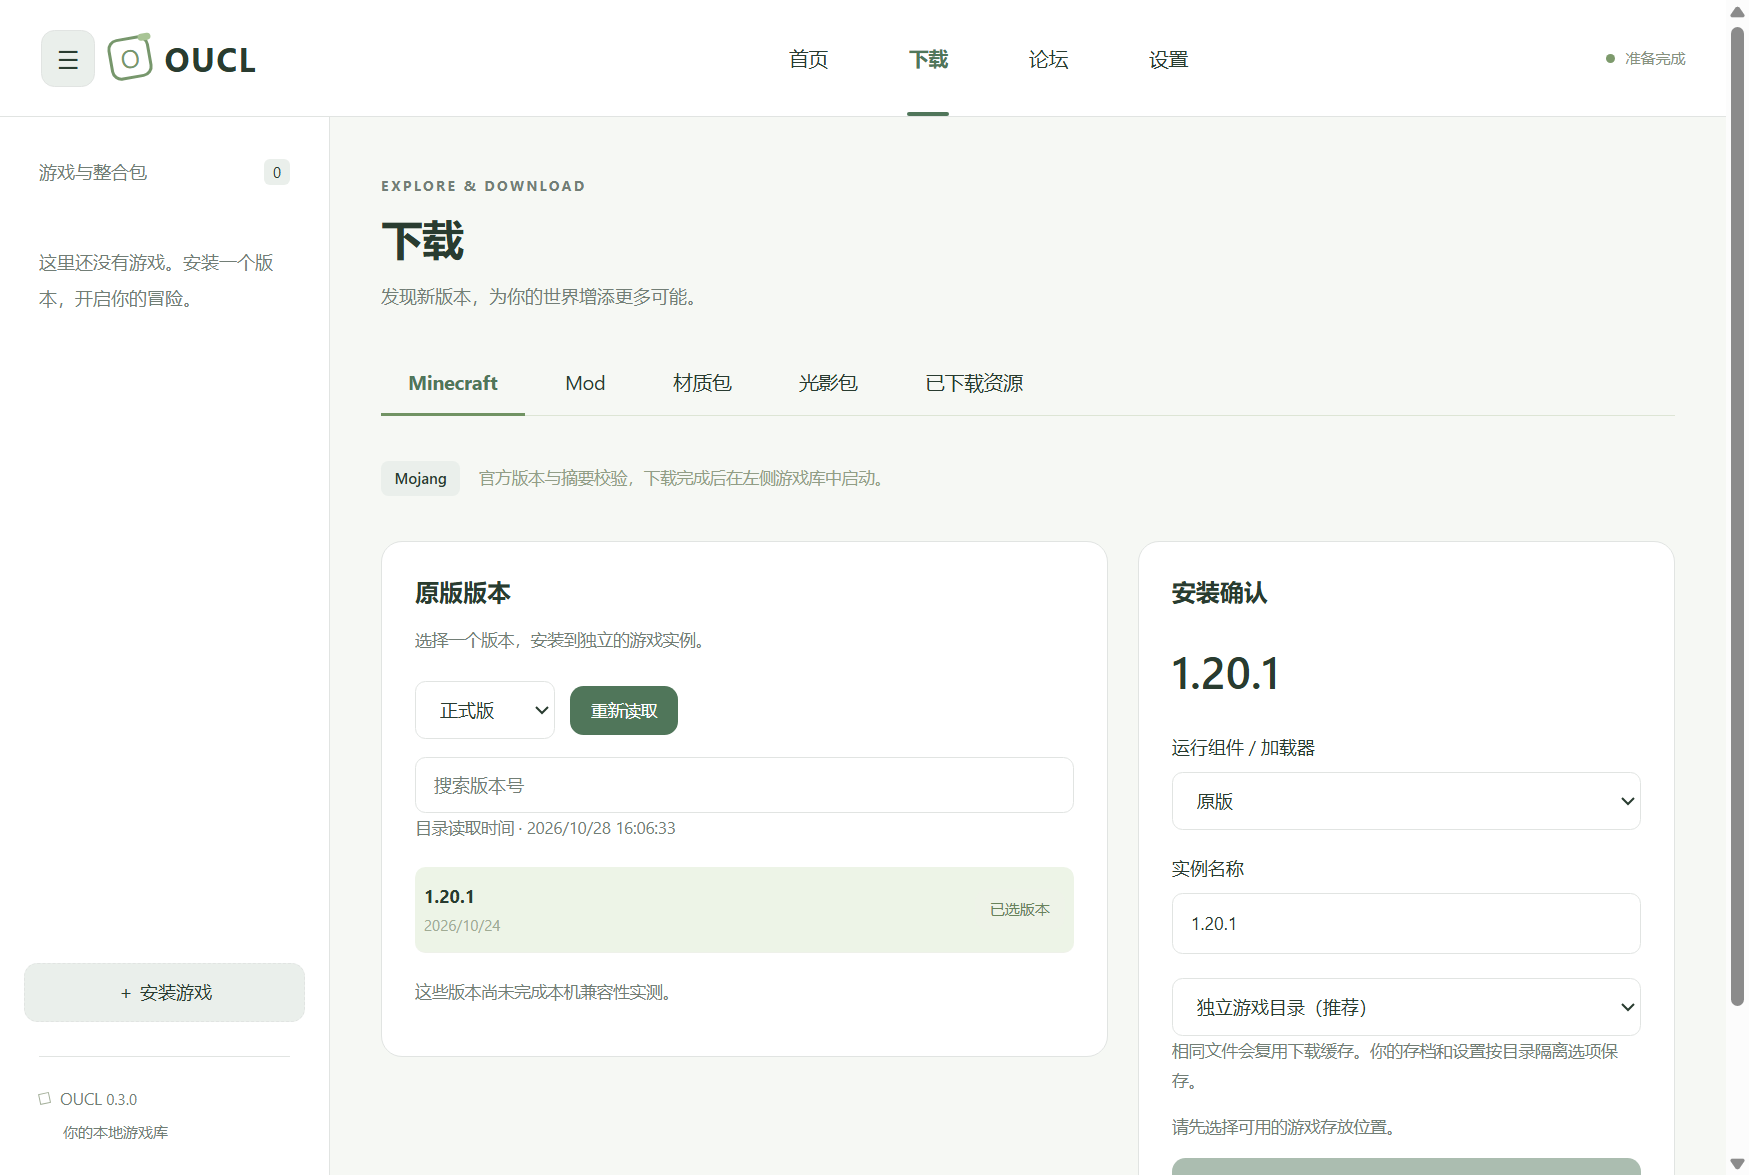 ☰ O OUCL
首页 下载 论坛 设置
准备完成
游戏与整合包 0
这里还没有游戏。安装一个版
本，开启你的冒险。
+ 安装游戏
OUCL 0.3.0
你的本地游戏库
EXPLORE & DOWNLOAD
下载
发现新版本，为你的世界增添更多可能。
Minecraft Mod 材质包 光影包 已下载资源
Mojang 官方版本与摘要校验，下载完成后在左侧游戏库中启动。
原版版本
选择一个版本，安装到独立的游戏实例。
正式版 重新读取
搜索版本号
目录读取时间 · 2026/10/28 16:06:33
1.20.1
2026/10/24
已选版本
这些版本尚未完成本机兼容性实测。
安装确认
1.20.1
运行组件 / 加载器
原版
实例名称
1.20.1
独立游戏目录（推荐）
相同文件会复用下载缓存。你的存档和设置按目录隔离选项保
存。
请先选择可用的游戏存放位置。